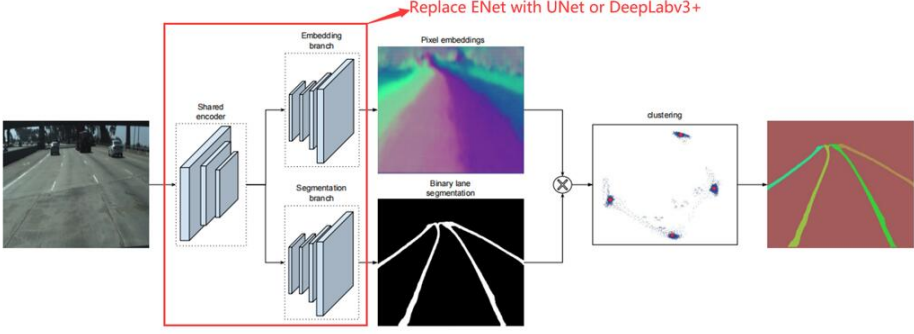 Replace ENet with UNet or DeepLabv3+
Embedding
branch
Pixel embeddings
Shared
encoder
clustering
Segmentation
branch
Binary lane
segmentation